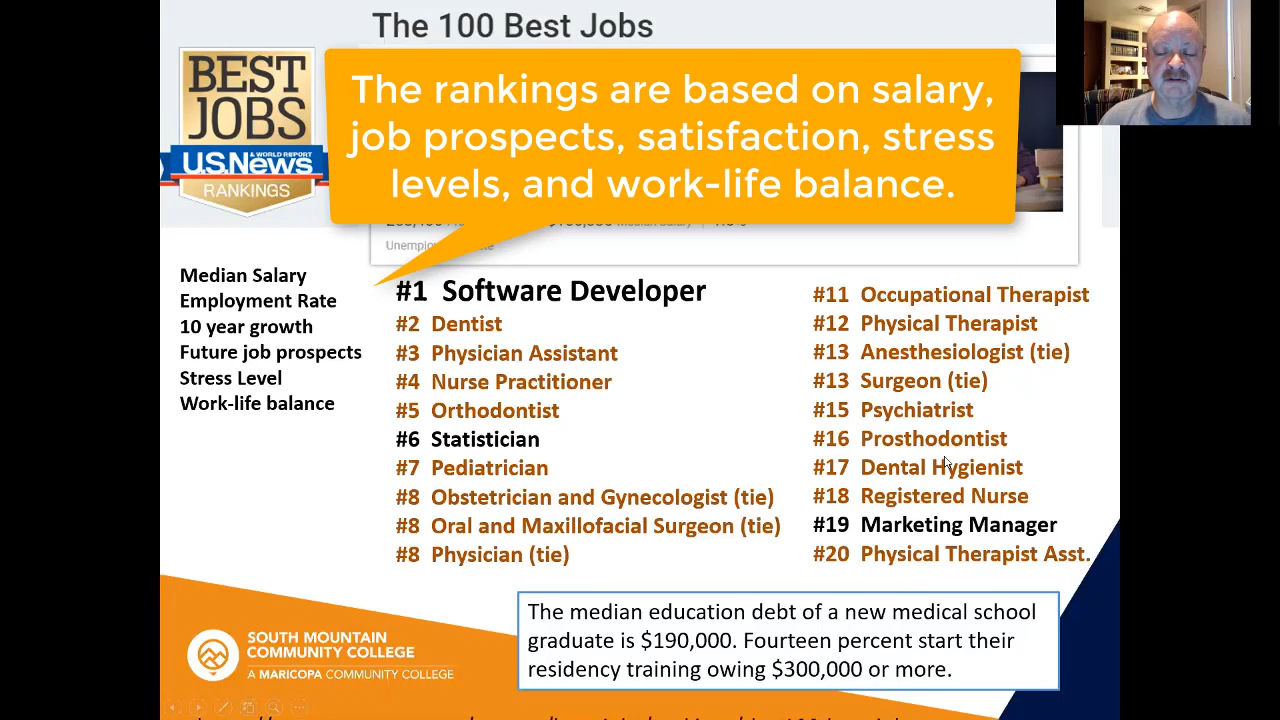 The 100 Best Jobs
BEST
JOBS
U.S.News
& WORLD REPORT
RANKINGS
The rankings are based on salary,
job prospects, satisfaction, stress
levels, and work-life balance.
Median Salary
Employment Rate
10 year growth
Future job prospects
Stress Level
Work-life balance
#1 Software Developer
#2 Dentist
#3 Physician Assistant
#4 Nurse Practitioner
#5 Orthodontist
#6 Statistician
#7 Pediatrician
#8 Obstetrician and Gynecologist (tie)
#8 Oral and Maxillofacial Surgeon (tie)
#8 Physician (tie)
#11 Occupational Therapist
#12 Physical Therapist
#13 Anesthesiologist (tie)
#13 Surgeon (tie)
#15 Psychiatrist
#16 Prosthodontist
#17 Dental Hygienist
#18 Registered Nurse
#19 Marketing Manager
#20 Physical Therapist Asst.
The median education debt of a new medical school
graduate is $190,000. Fourteen percent start their
residency training owing $300,000 or more.
SOUTH MOUNTAIN
COMMUNITY COLLEGE
A MARICOPA COMMUNITY COLLEGE